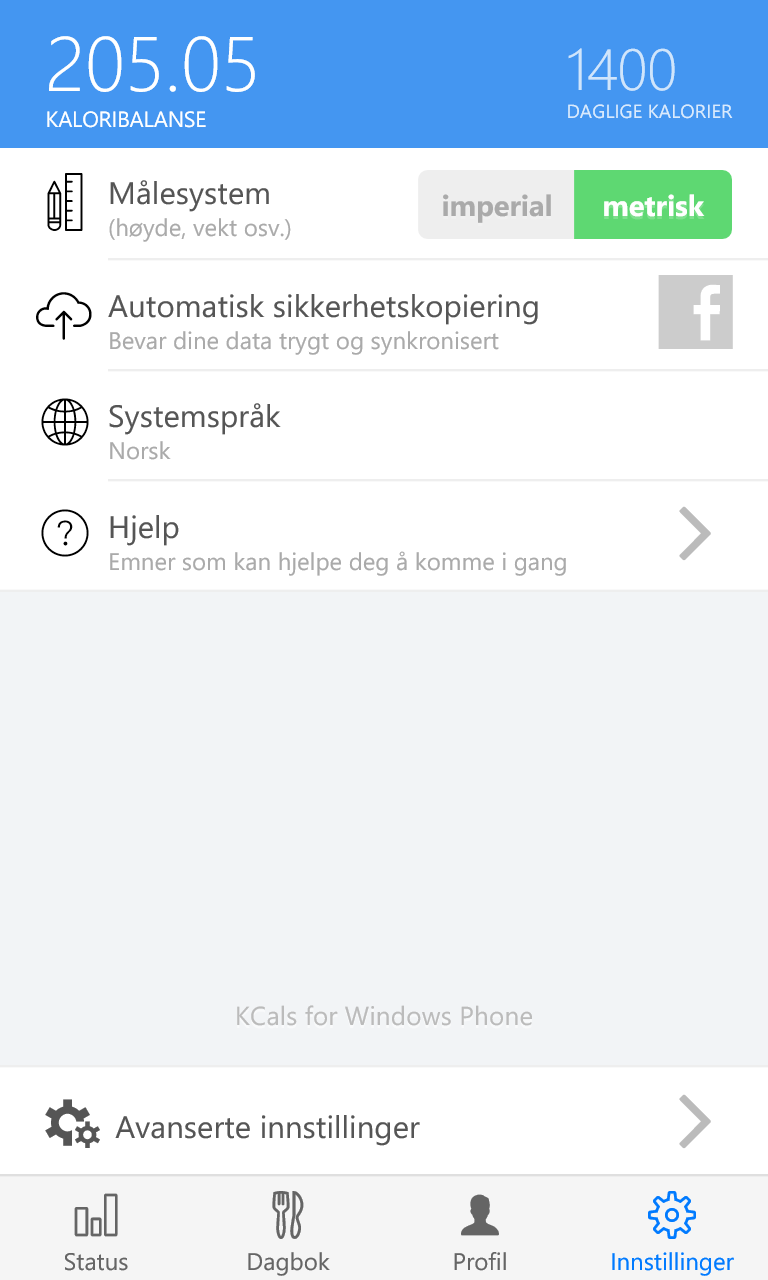 205.05
KALORIBALANSE
1400
DAGLIGE KALORIER
Målesystem
(høyde, vekt osv.)
imperial
metrisk
Automatisk sikkerhetskopiering
Bevar dine data trygt og synkronisert
f
Systemspråk
Norsk
?
Hjelp
Emner som kan hjelpe deg å komme i gang
KCals for Windows Phone
Avanserte innstillinger
Status
Dagbok
Profil
Innstillinger